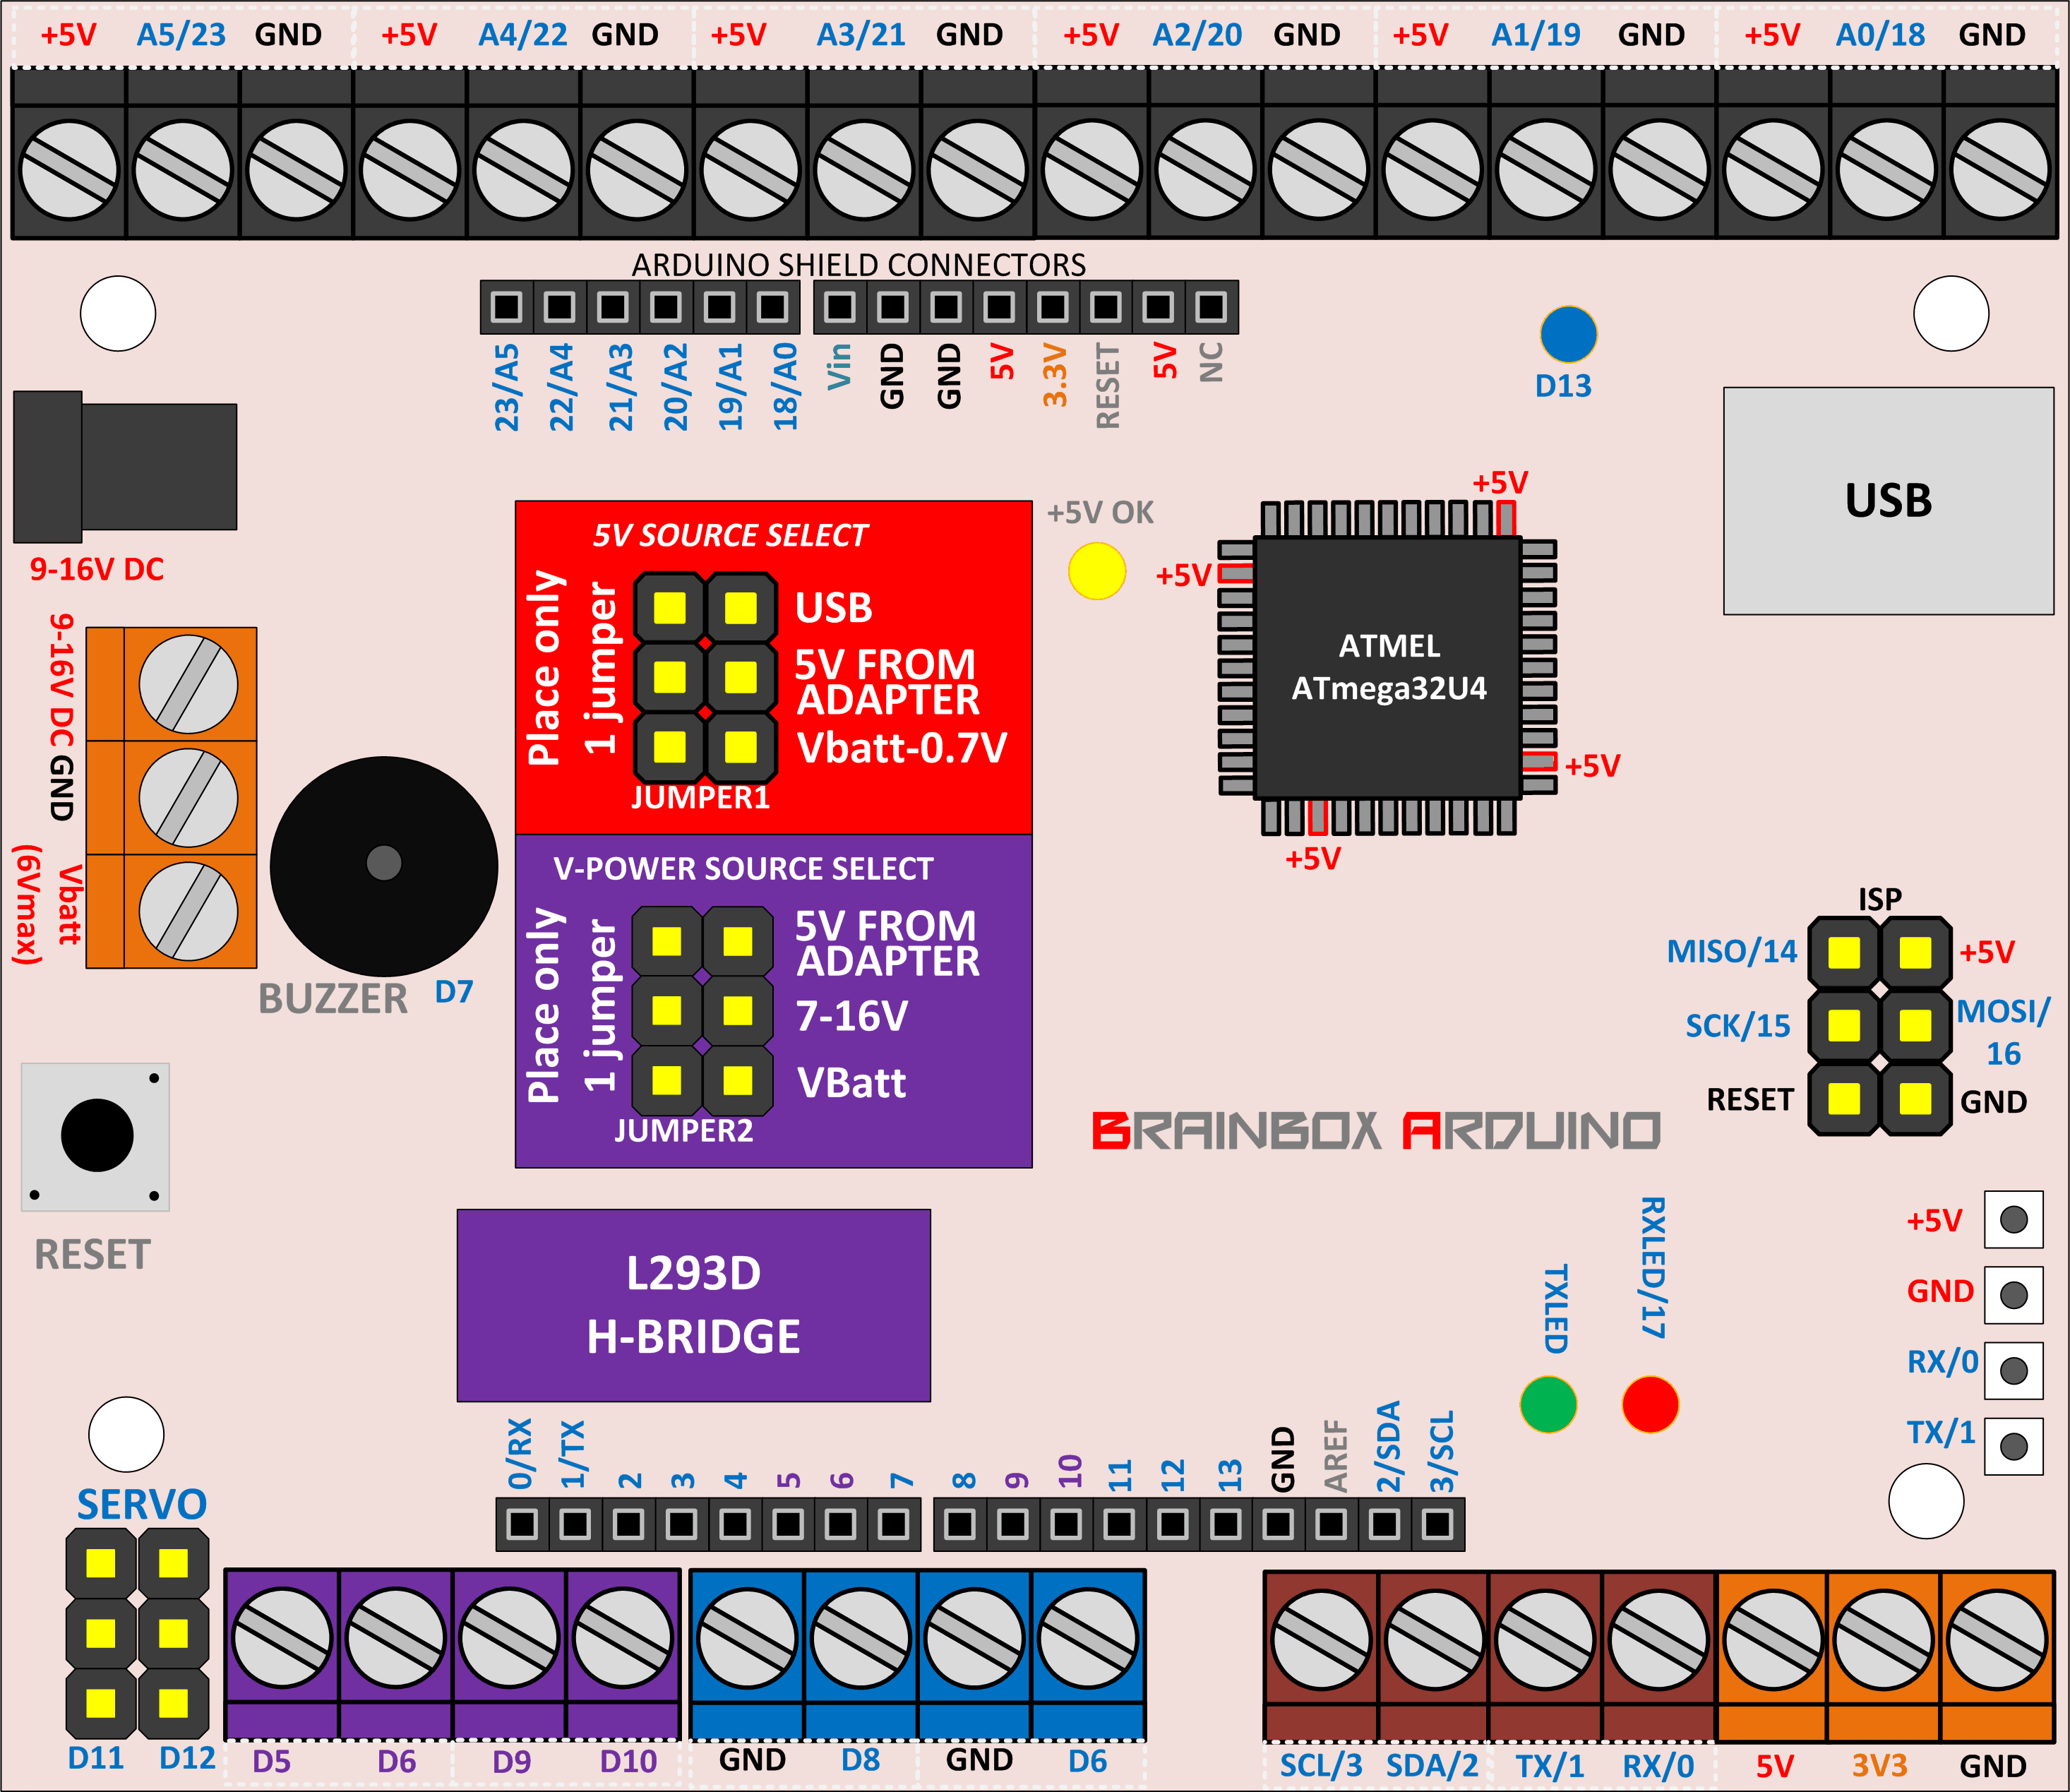 +5V A5/23 GND +5V A4/22 GND +5V A3/21 GND +5V A2/20 GND +5V A1/19 GND +5V A0/18 GND
ARDUINO SHIELD CONNECTORS
23/A5 22/A4 21/A3 20/A2 19/A1 18/A0 Vin GND GND 5V 3.3V RESET 5V NC
D13
USB
9-16V DC
9-16V DC
GND
Vbatt
(6Vmax)
BUZZER D7
RESET
5V SOURCE SELECT
Place only
1 jumper
USB
5V FROM
ADAPTER
Vbatt-0.7V
JUMPER1
V-POWER SOURCE SELECT
Place only
1 jumper
5V FROM
ADAPTER
7-16V
VBatt
JUMPER2
+5V OK
+5V
+5V
ATMEL
ATmega32U4
+5V
+5V
ISP
MISO/14 +5V
SCK/15 MOSI/
16
RESET GND
BRAINBOX ARDUINO
L293D
H-BRIDGE
TXLED
RXLED/17
+5V
GND
RX/0
TX/1
0/RX 1/TX 2 3 4 5 6 7 8 9 10 11 12 13 GND AREF 2/SDA 3/SCL
SERVO
D11 D12 D5 D6 D9 D10 GND D8 GND D6 SCL/3 SDA/2 TX/1 RX/0 5V 3V3 GND